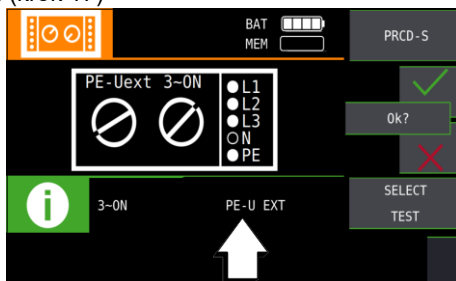 BAT
MEM
PRCD-S
PE-Uext 3~ON
L1
L2
L3
N
PE
Ok?
i
3~ON
PE-U EXT
SELECT
TEST